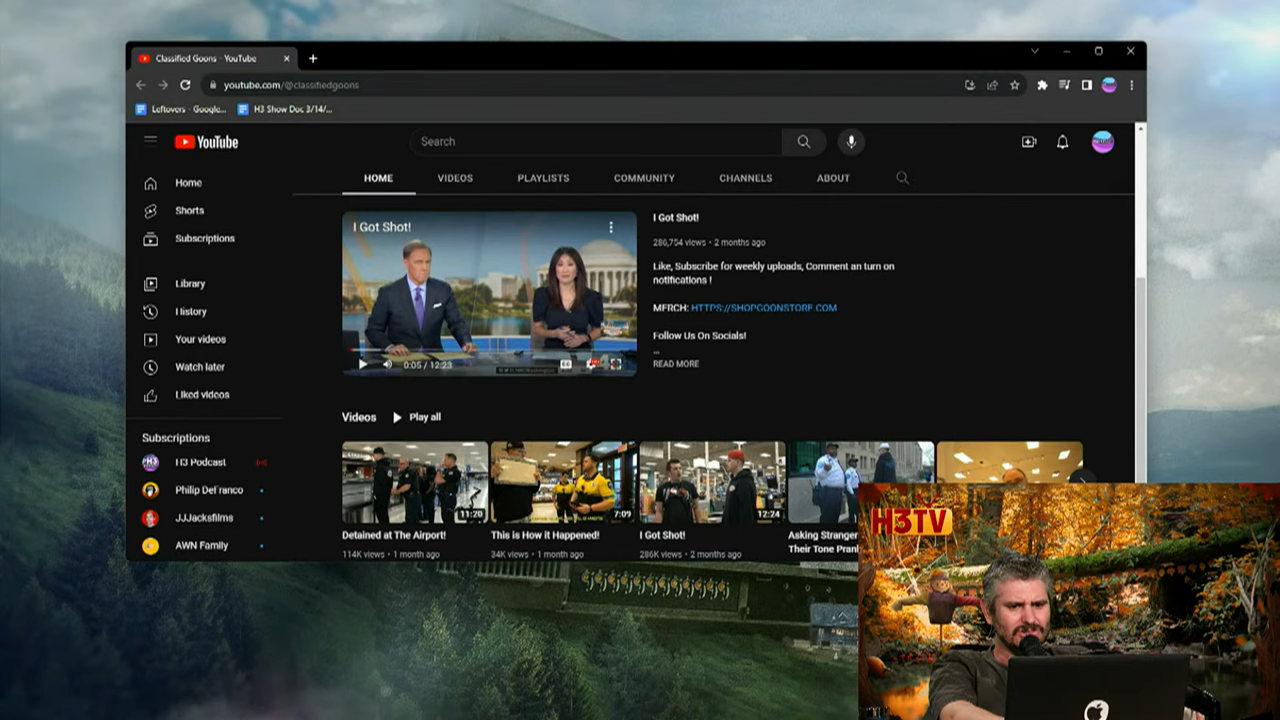 Classified Goons - YouTube
youtube.com/@classifiedgoons
Leftovers - Google...
H3 Show Doc 3/14/...
YouTube
Search
HOME
VIDEOS
PLAYLISTS
COMMUNITY
CHANNELS
ABOUT
Home
Shorts
Subscriptions
Library
History
Your videos
Watch later
Liked videos
Subscriptions
H3 Podcast
Philip DeFranco
JJJacksfilms
AWN Family
I Got Shot!
0:05 / 12:23
I Got Shot!
286,754 views • 2 months ago
Like, Subscribe for weekly uploads, Comment an turn on
notifications !
MERCH: HTTPS://SHOPGOONSTORE.COM
Follow Us On Socials!
...
READ MORE
Videos
Play all
11:20
7:09
12:24
Detained at The Airport!
114K views • 1 month ago
This is How it Happened!
34K views • 1 month ago
I Got Shot!
286K views • 2 months ago
Asking Stranger
Their Tone Pran
H3TV